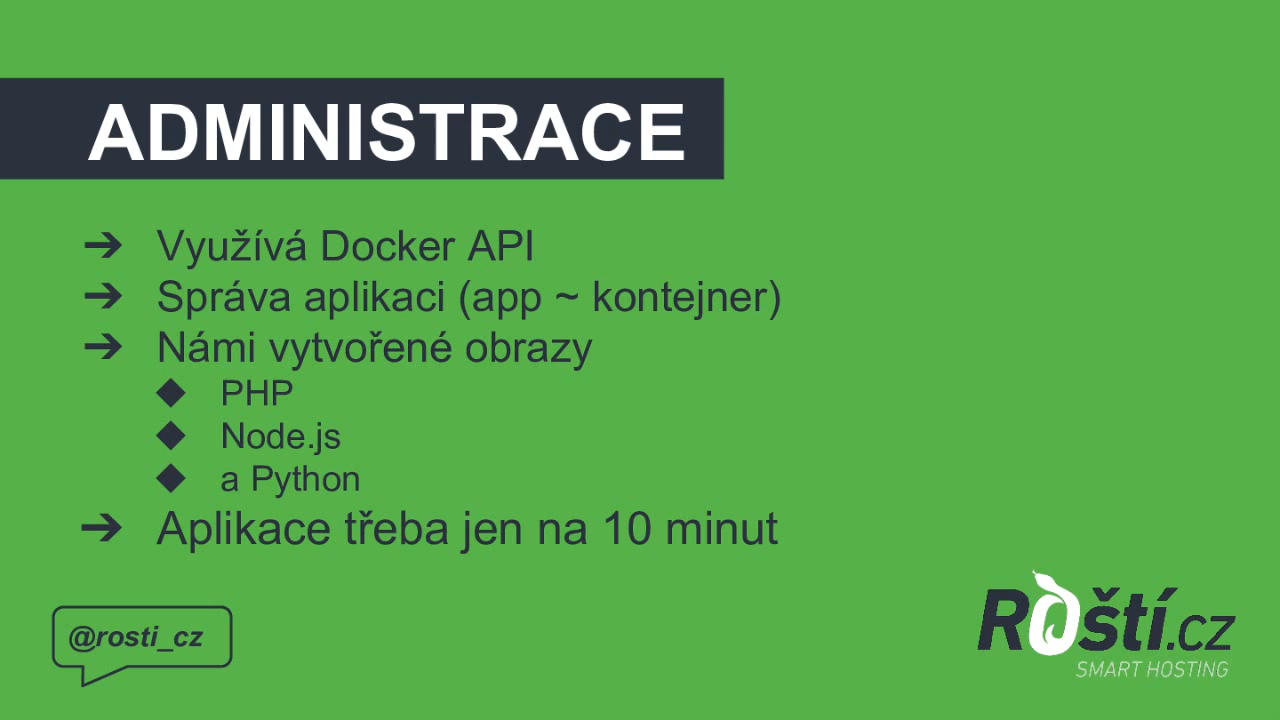 ADMINISTRACE
➔ Využívá Docker API
➔ Správa aplikaci (app ~ kontejner)
➔ Námi vytvořené obrazy
◆ PHP
◆ Node.js
◆ a Python
➔ Aplikace třeba jen na 10 minut
@rosti_cz
Roští.cz
SMART HOSTING